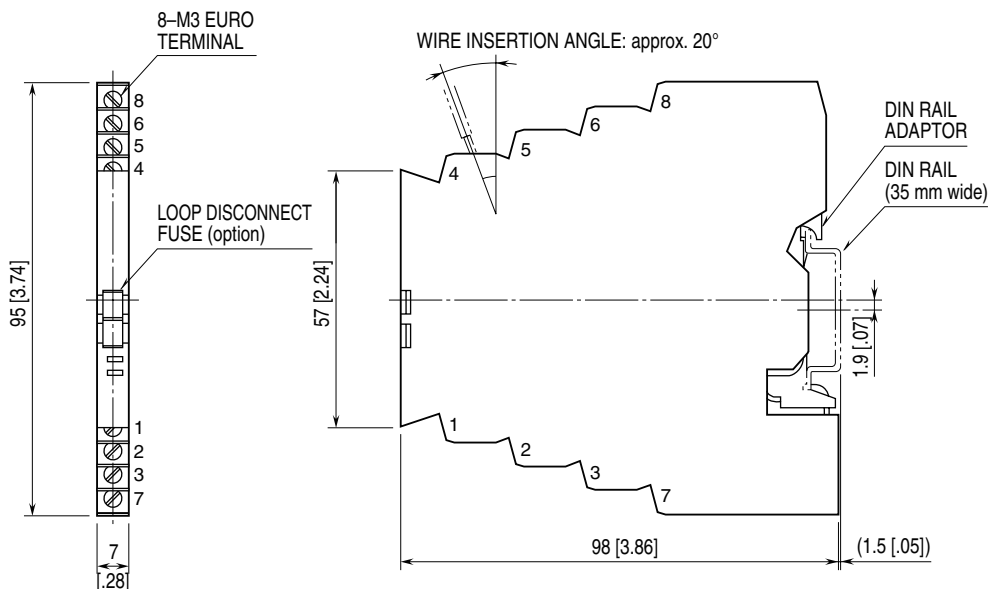 8–M3 EURO
TERMINAL
8
6
5
4
LOOP DISCONNECT
FUSE (option)
95 [3.74]
1
2
3
7
7
[.28]
WIRE INSERTION ANGLE: approx. 20°
8
6
5
4
DIN RAIL
ADAPTOR
DIN RAIL
(35 mm wide)
57 [2.24]
1.9 [.07]
1
2
3
7
98 [3.86]
(1.5 [.05])